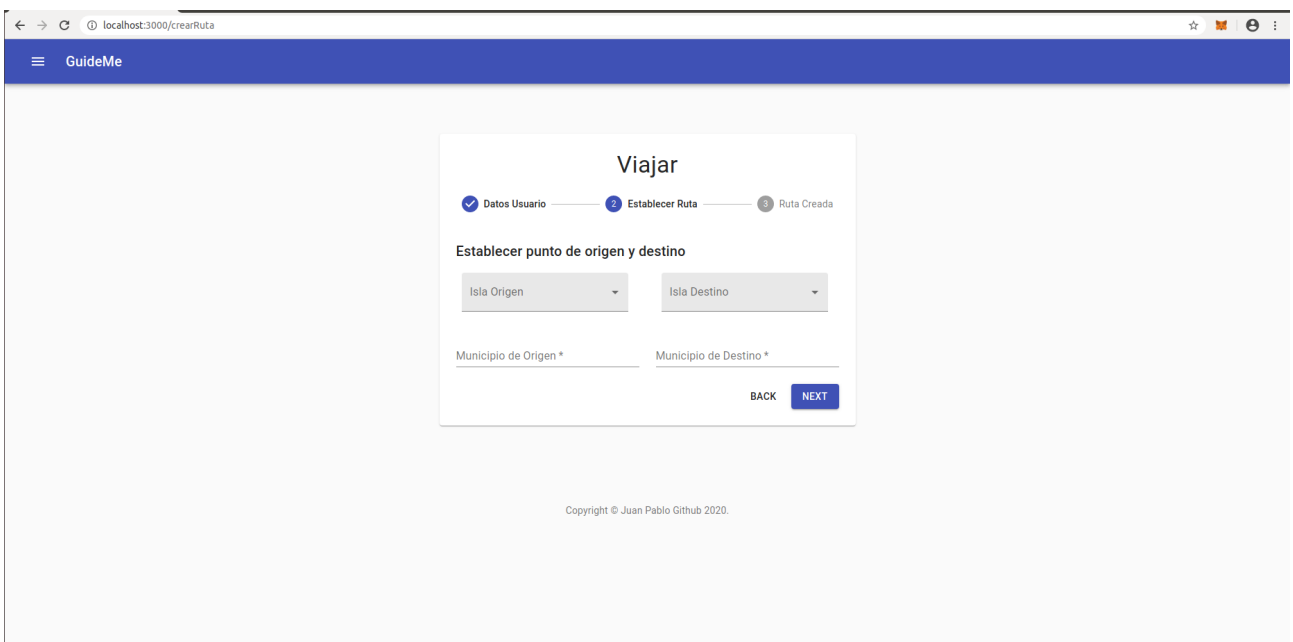 localhost:3000/crearRuta
GuideMe
Viajar
Datos Usuario 2 Establecer Ruta 3 Ruta Creada
Establecer punto de origen y destino
Isla Origen Isla Destino
Municipio de Origen * Municipio de Destino *
BACK NEXT
Copyright © Juan Pablo Github 2020.